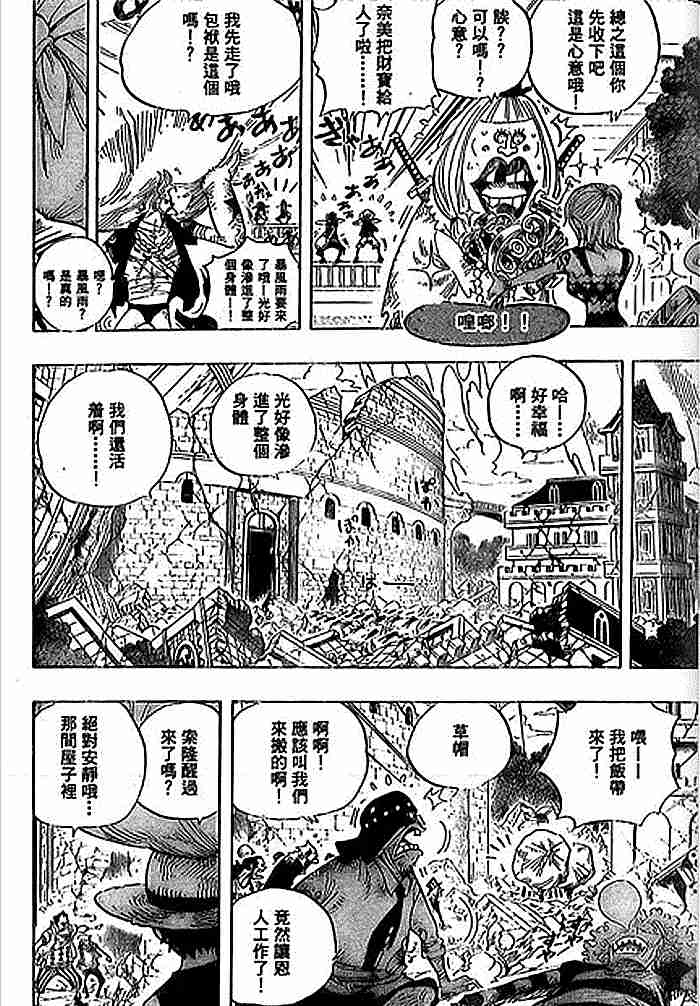 總之這個你
先收下吧
這是心意哦！
可以嗎！？
心意？
奈美把財寶給
人了啦……！
喤啷！！
我先走了哦
包袱是這個
嗎！？
暴風雨要來
了哦—光好
像滲進了整
個身體！！
嗯？
暴風雨？
是真的
嗎！？
哈—…
好幸福
啊……
光好像滲
進了整個
身體
我們還活
着啊……
喂——
我把飯帶
來了！
草帽
啊啊！
應該叫我們
來搬的啊！
竟然讓恩
人工作了！
索隆醒過
來了嗎？
絕對安靜哦…
那間屋子裡